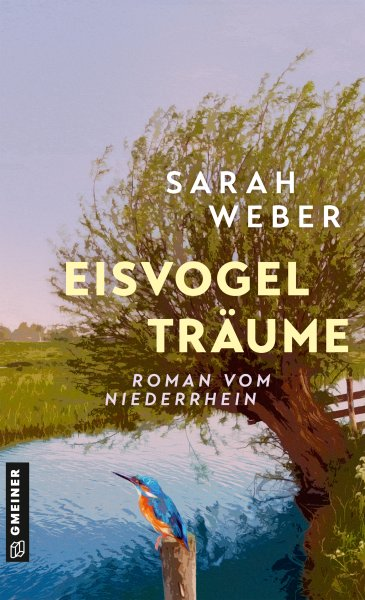 SARAH
WEBER
EISVOGEL
TRÄUME
ROMAN VOM
NIEDERRHEIN
GMEINER